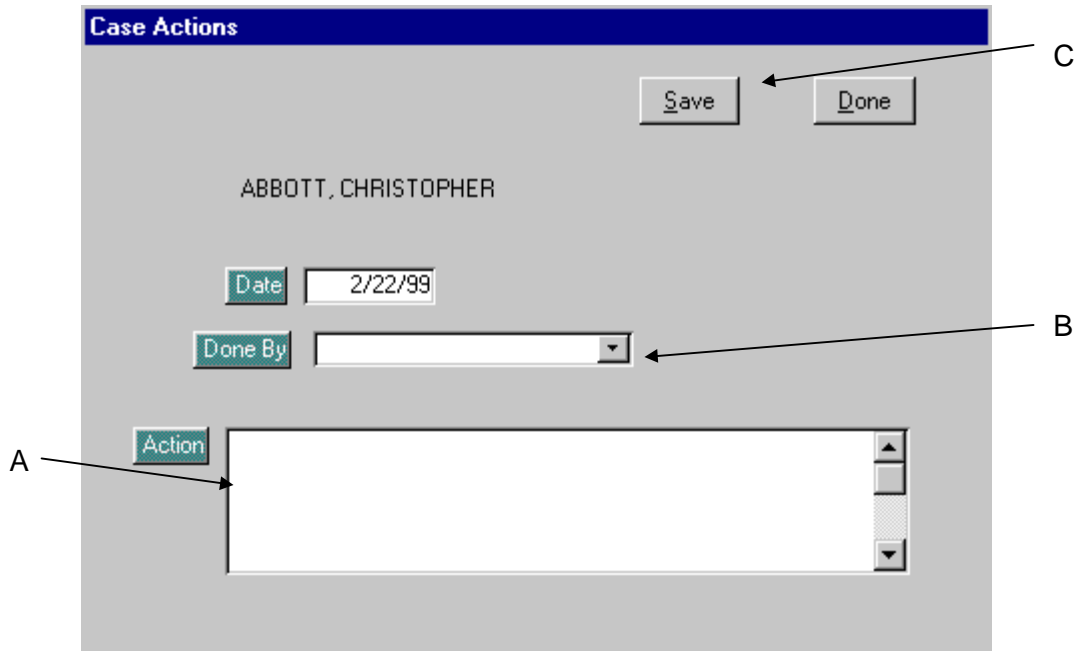 Case Actions
C
Save Done
ABBOTT, CHRISTOPHER
Date 2/22/99
B
Done By
Action
A